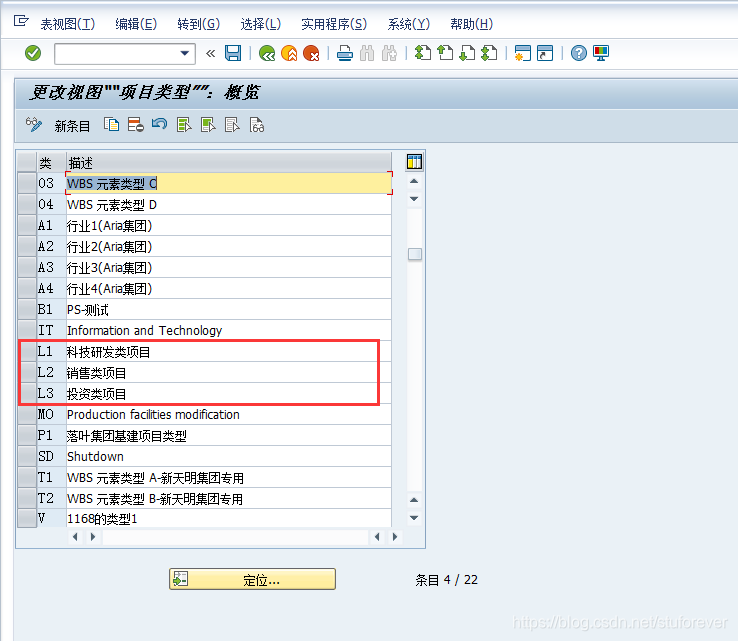 表视图(T) 编辑(E) 转到(G) 选择(L) 实用程序(S) 系统(Y) 帮助(H)
更改视图""项目类型"": 概览
新条目
类 描述
03 WBS 元素类型 C
04 WBS 元素类型 D
A1 行业1(Aria集团)
A2 行业2(Aria集团)
A3 行业3(Aria集团)
A4 行业4(Aria集团)
B1 PS-测试
IT Information and Technology
L1 科技研发类项目
L2 销售类项目
L3 投资类项目
MO Production facilities modification
P1 落叶集团基建项目类型
SD Shutdown
T1 WBS 元素类型 A-新天明集团专用
T2 WBS 元素类型 B-新天明集团专用
V 1168的类型1
定位... 条目 4 / 22
https://blog.csdn.net/stuforever